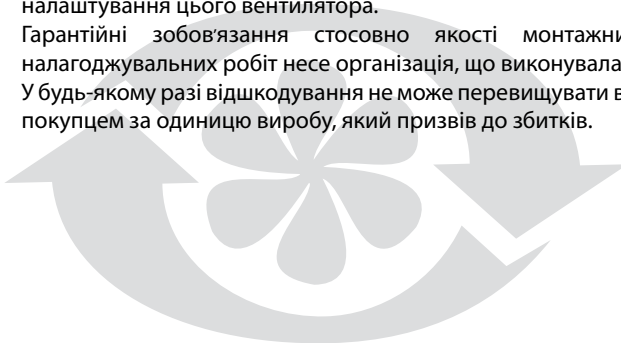 налаштування цього вентилятора.
Гарантійні зобов'язання стосовно якості
налагоджувальних робіт несе організація, що виконувала
У будь-якому разі відшкодування не може перевищувати
покупцем за одиницю виробу, який призвів до збитків.